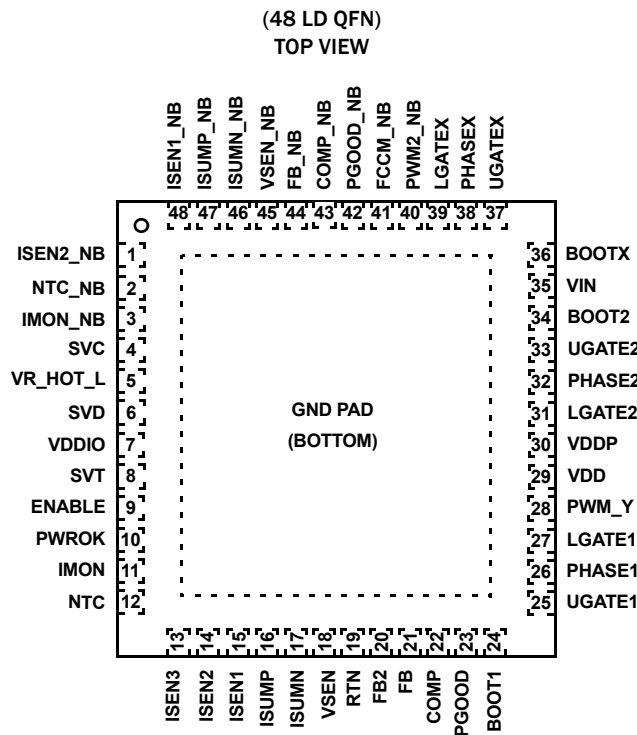 (48 LD QFN)
TOP VIEW
ISEN1_NB
ISUMP_NB
ISUMN_NB
VSEN_NB
FB_NB
COMP_NB
PGOOD_NB
FCCM_NB
PWM2_NB
LGATEX
PHASEX
UGATEX
48 47 46 45 44 43 42 41 40 39 38 37
ISEN2_NB 1
NTC_NB 2
IMON_NB 3
SVC 4
VR_HOT_L 5
SVD 6
VDDIO 7
SVT 8
ENABLE 9
PWROK 10
IMON 11
NTC 12
GND PAD
(BOTTOM)
36 BOOTX
35 VIN
34 BOOT2
33 UGATE2
32 PHASE2
31 LGATE2
30 VDDP
29 VDD
28 PWM_Y
27 LGATE1
26 PHASE1
25 UGATE1
13 14 15 16 17 18 19 20 21 22 23 24
ISEN3
ISEN2
ISEN1
ISUMP
ISUMN
VSEN
RTN
FB2
FB
COMP
PGOOD
BOOT1